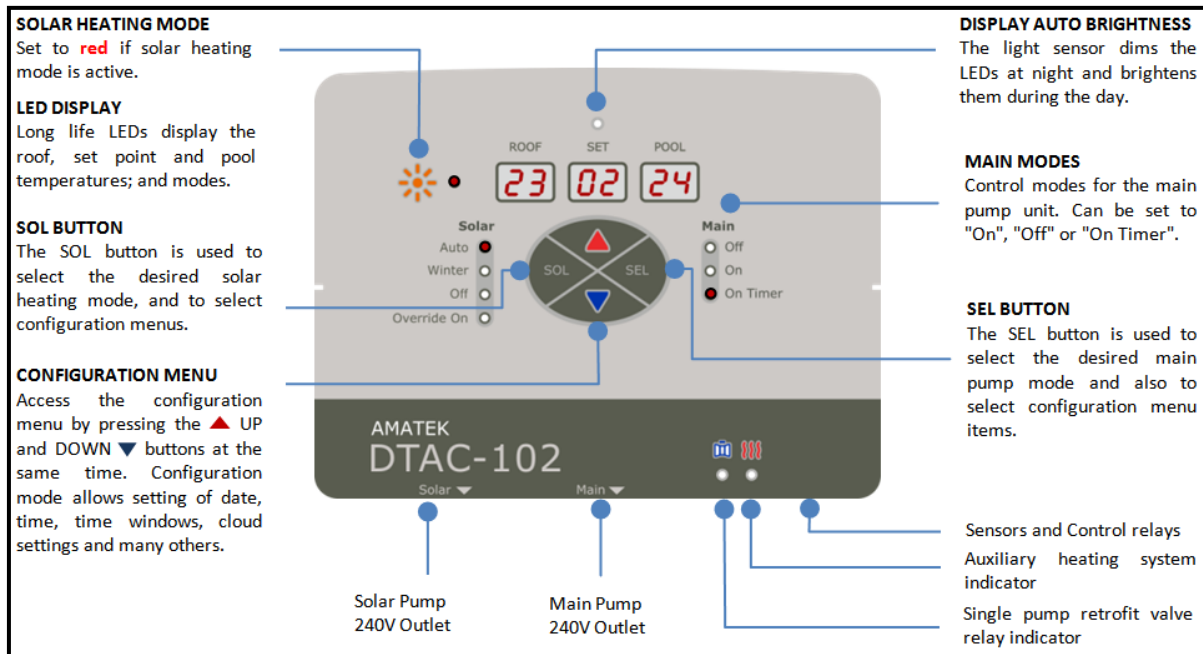 SOLAR HEATING MODE
Set to red if solar heating
mode is active.
LED DISPLAY
Long life LEDs display the
roof, set point and pool
temperatures; and modes.
SOL BUTTON
The SOL button is used to
select the desired solar
heating mode, and to select
configuration menus.
CONFIGURATION MENU
Access the configuration
menu by pressing the ▲ UP
and DOWN ▼ buttons at the
same time. Configuration
mode allows setting of date,
time, time windows, cloud
settings and many others.
ROOF SET POOL
23 02 24
Solar
Auto
Winter
Off
Override On
SOL SEL
Main
Off
On
On Timer
AMATEK
DTAC-102
Solar ▼ Main ▼
Solar Pump
240V Outlet
Main Pump
240V Outlet
DISPLAY AUTO BRIGHTNESS
The light sensor dims the
LEDs at night and brightens
them during the day.
MAIN MODES
Control modes for the main
pump unit. Can be set to
"On", "Off" or "On Timer".
SEL BUTTON
The SEL button is used to
select the desired main
pump mode and also to
select configuration menu
items.
Sensors and Control relays
Auxiliary heating system
indicator
Single pump retrofit valve
relay indicator